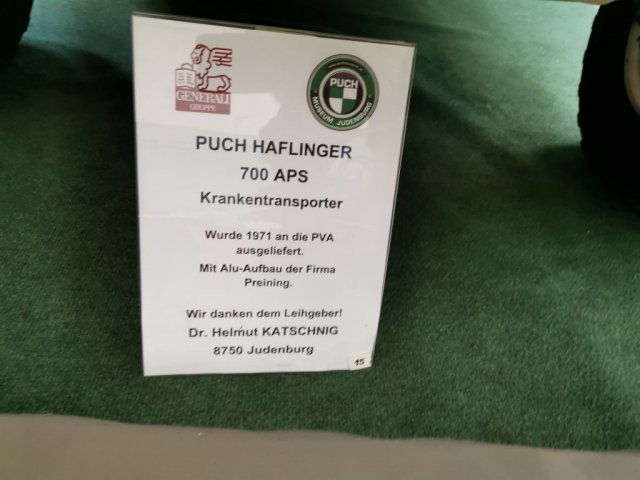 GENERALI
GRUPPE
PUCH
MUSEUM JUDENBURG
PUCH HAFLINGER
700 APS
Krankentransporter
Wurde 1971 an die PVA
ausgeliefert.
Mit Alu-Aufbau der Firma
Preining.
Wir danken dem Leihgeber!
Dr. Helmut KATSCHNIG
8750 Judenburg
15